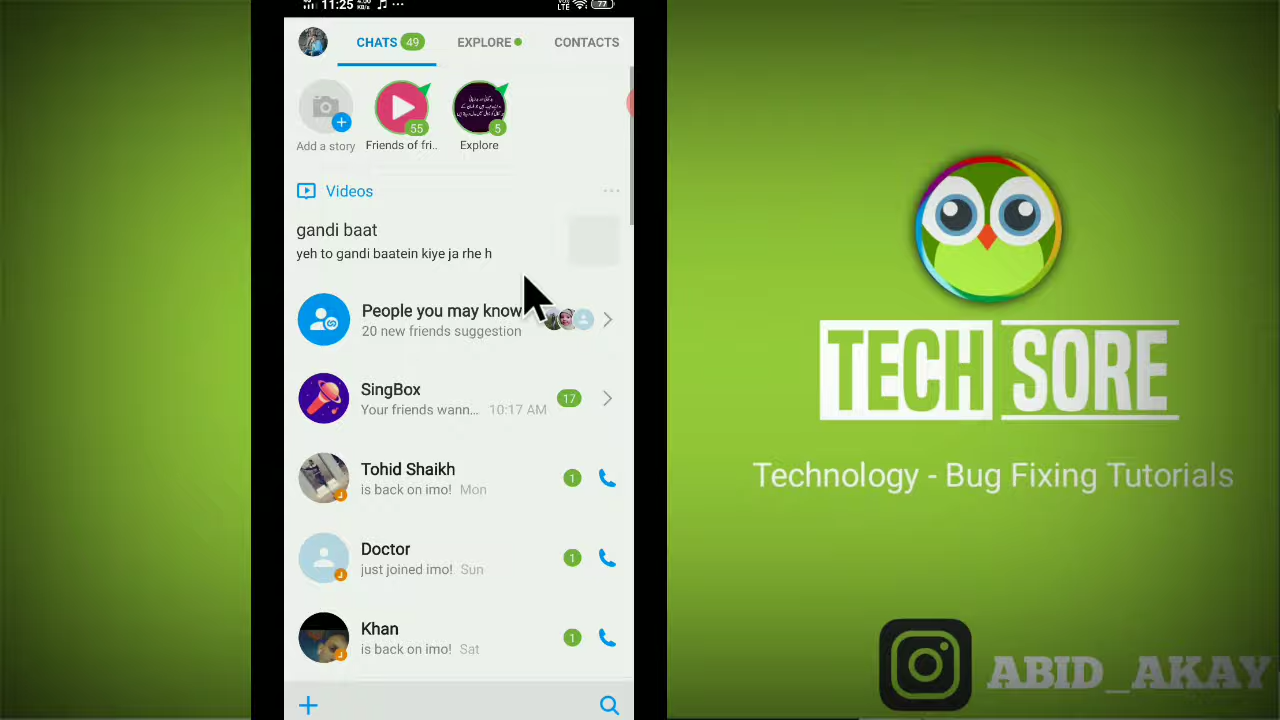 11:25
CHATS 49
EXPLORE
CONTACTS
55
5
Add a story
Friends of fri..
Explore
Videos
gandi baat
yeh to gandi baatein kiye ja rhe h
People you may know
20 new friends suggestion
SingBox
Your friends wann... 10:17 AM
17
Tohid Shaikh
is back on imo! Mon
1
Doctor
just joined imo! Sun
1
Khan
is back on imo! Sat
1
TECH SORE
Technology - Bug Fixing Tutorials
ABID_AKAY